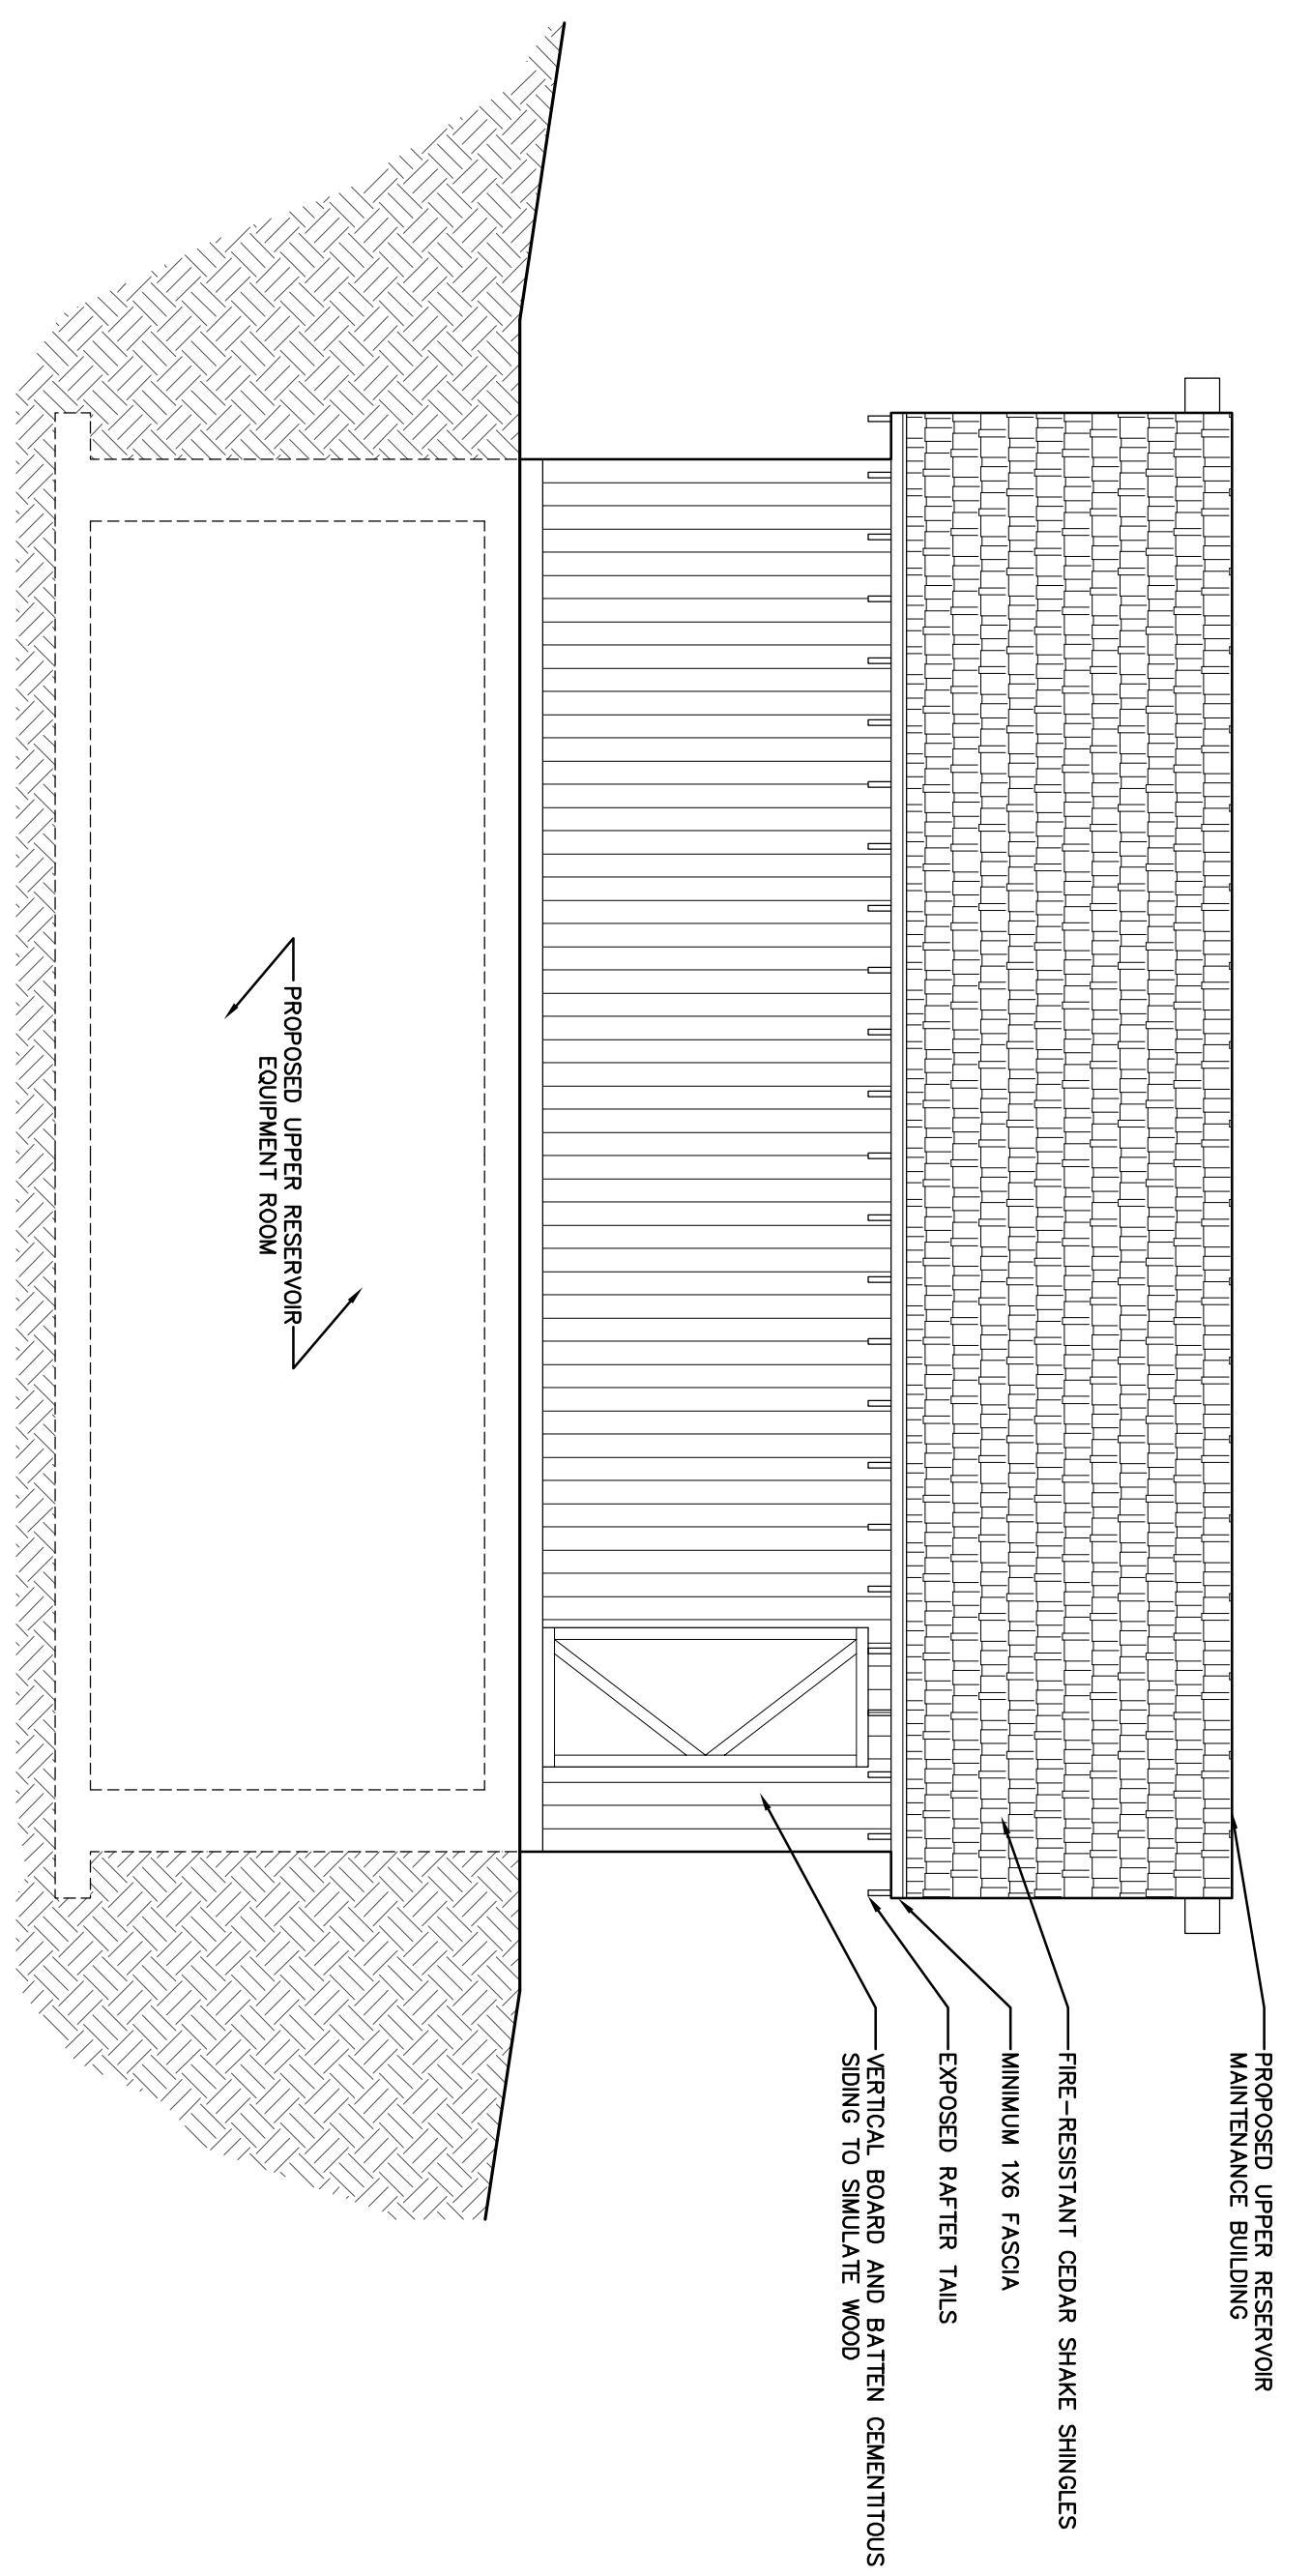 PROPOSED UPPER RESERVOIR
MAINTENANCE BUILDING
FIRE-RESISTANT CEDAR SHAKE SHINGLES
MINIMUM 1X6 FASCIA
EXPOSED RAFTER TAILS
VERTICAL BOARD AND BATTEN CEMENTITOUS
SIDING TO SIMULATE WOOD
PROPOSED UPPER RESERVOIR
EQUIPMENT ROOM